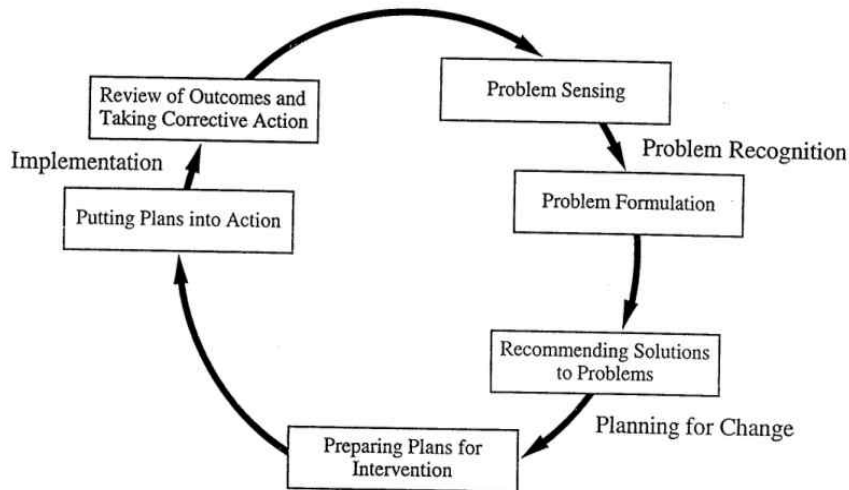 Problem Sensing
Problem Recognition
Problem Formulation
Recommending Solutions
to Problems
Planning for Change
Preparing Plans for
Intervention
Putting Plans into Action
Implementation
Review of Outcomes and
Taking Corrective Action